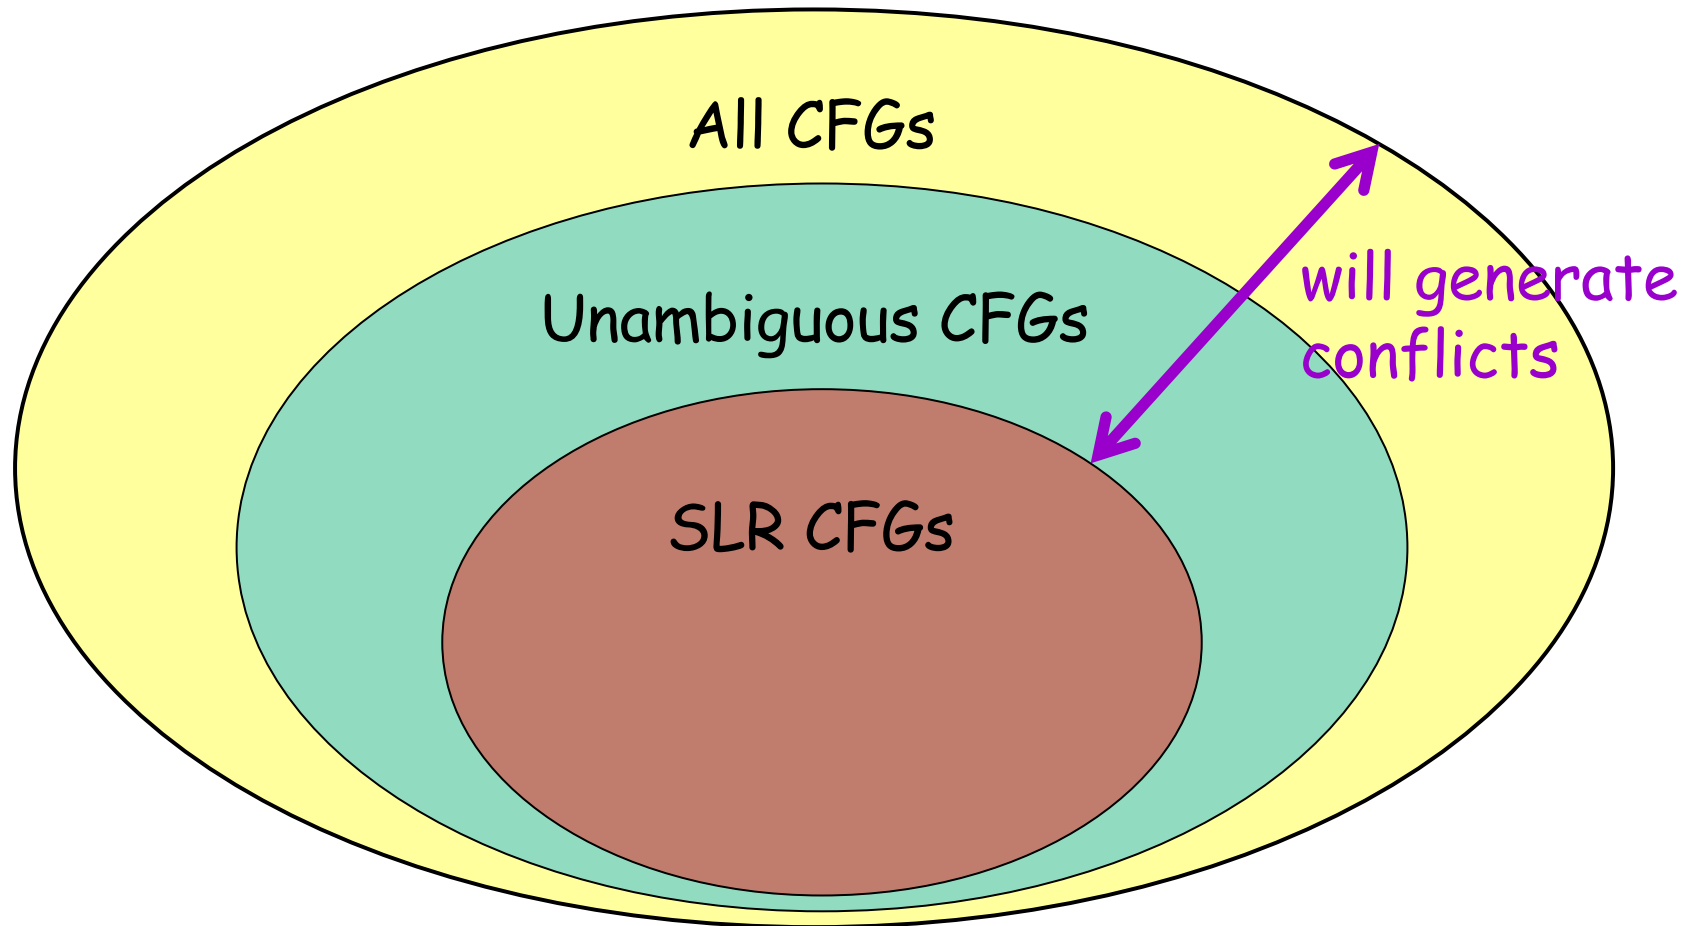 All CFGs
will generate
conflicts
Unambiguous CFGs
SLR CFGs